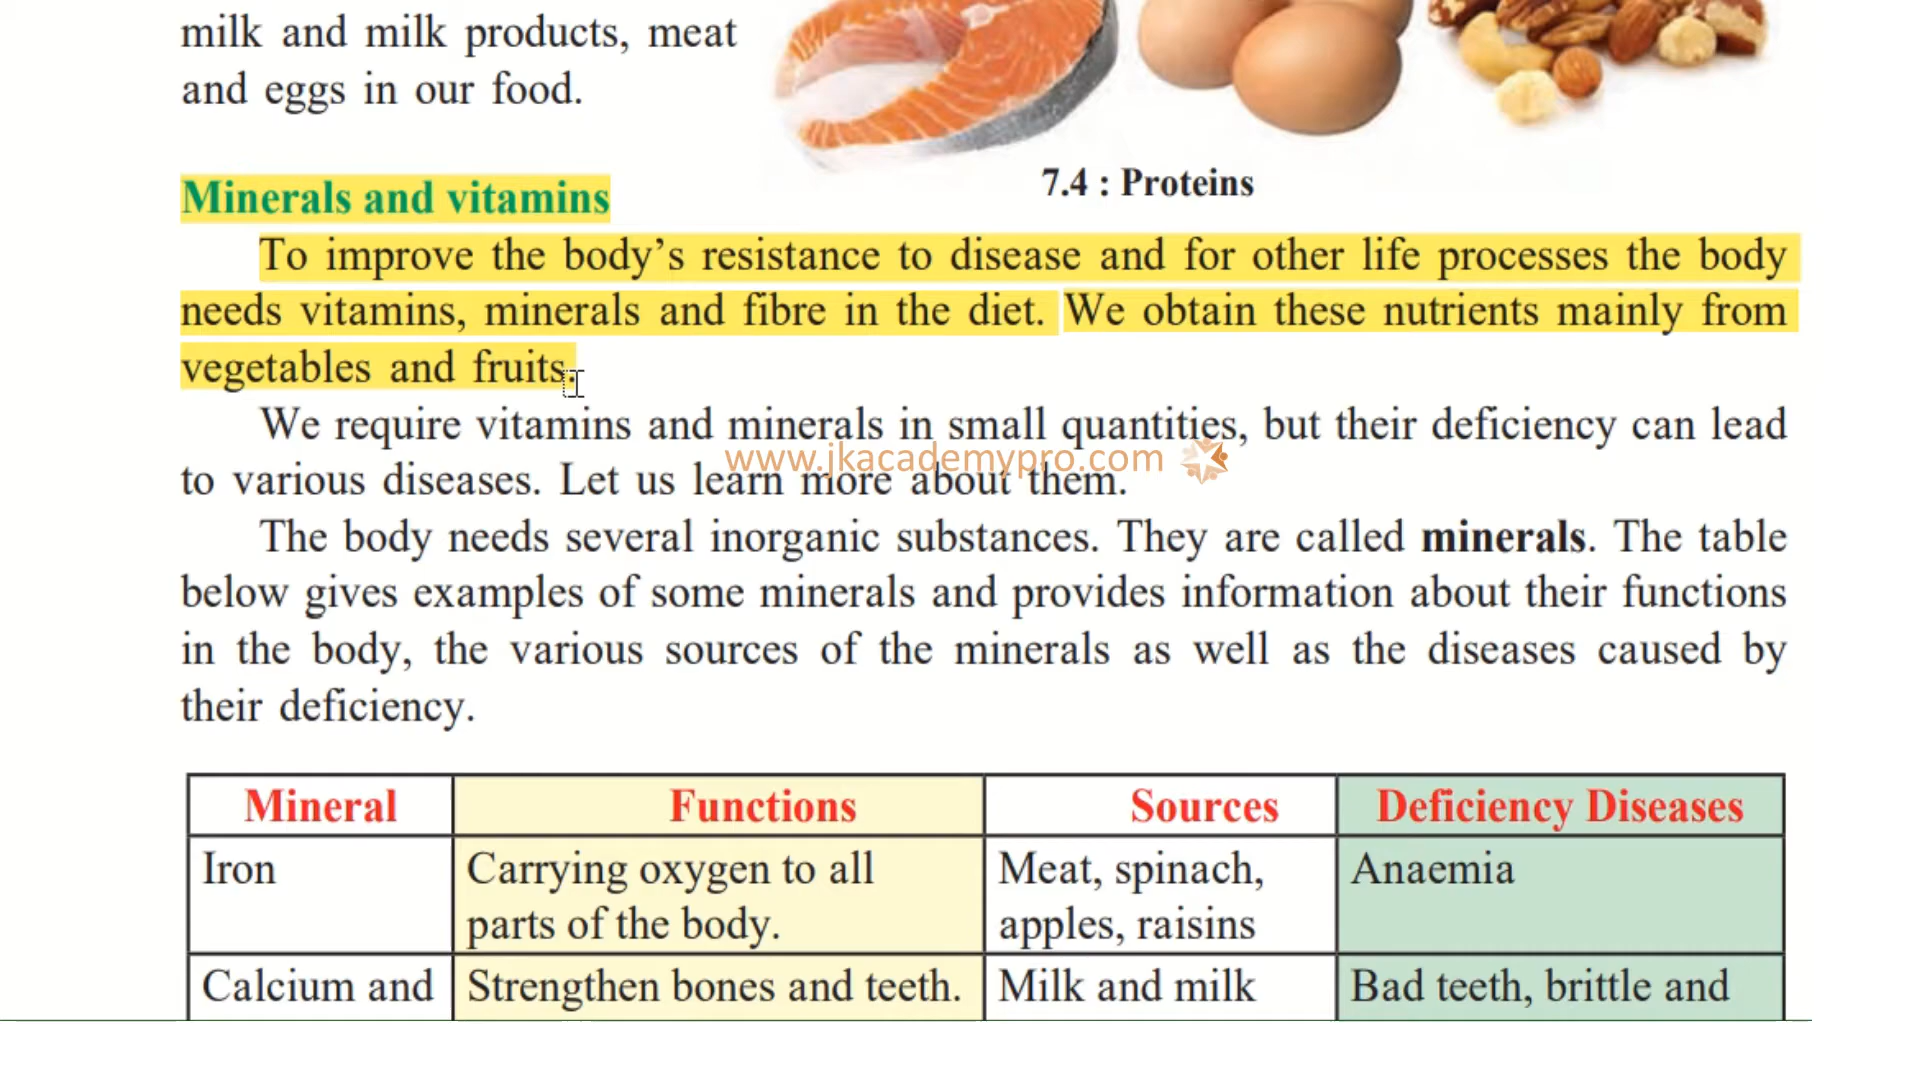 milk and milk products, meat
and eggs in our food.
7.4 : Proteins
Minerals and vitamins
To improve the body’s resistance to disease and for other life processes the body
needs vitamins, minerals and fibre in the diet. We obtain these nutrients mainly from
vegetables and fruits.
We require vitamins and minerals in small quantities, but their deficiency can lead
www.jkacademypro.com
to various diseases. Let us learn more about them.
The body needs several inorganic substances. They are called minerals. The table
below gives examples of some minerals and provides information about their functions
in the body, the various sources of the minerals as well as the diseases caused by
their deficiency.
Mineral Functions Sources Deficiency Diseases
Iron Carrying oxygen to all Meat, spinach, Anaemia
parts of the body. apples, raisins
Calcium and Strengthen bones and teeth. Milk and milk Bad teeth, brittle and